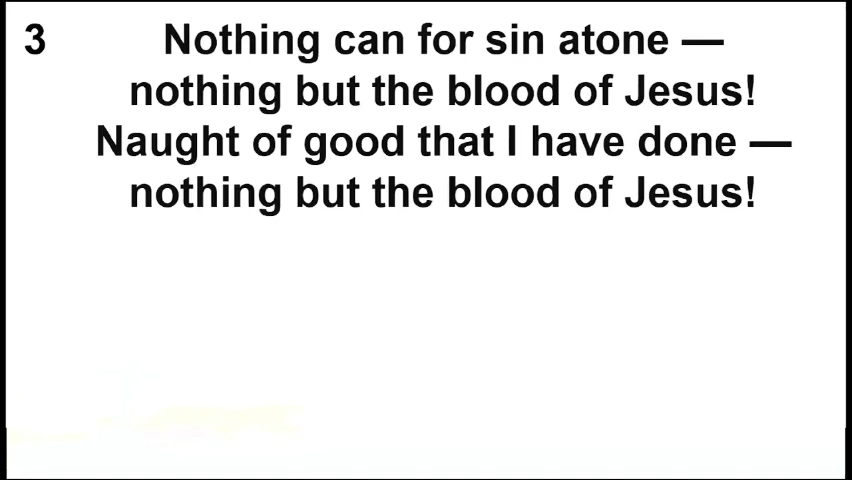 3 Nothing can for sin atone —
nothing but the blood of Jesus!
Naught of good that I have done —
nothing but the blood of Jesus!